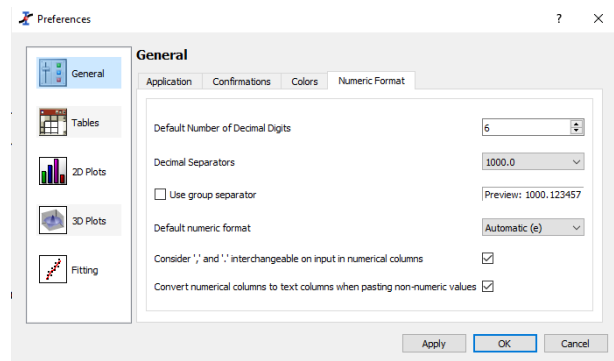 Preferences
? ×
General
Tables
2D Plots
3D Plots
Fitting
General
Application Confirmations Colors Numeric Format
Default Number of Decimal Digits 6
Decimal Separators 1000.0
Use group separator Preview: 1000.123457
Default numeric format Automatic (e)
Consider ',' and '.' interchangeable on input in numerical columns
Convert numerical columns to text columns when pasting non-numeric values
Apply OK Cancel